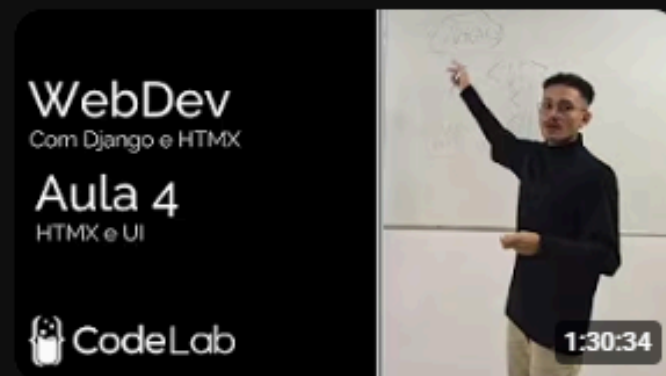 WebDev
Com Django e HTMX
Aula 4
HTMX e UI
CodeLab
1:30:34